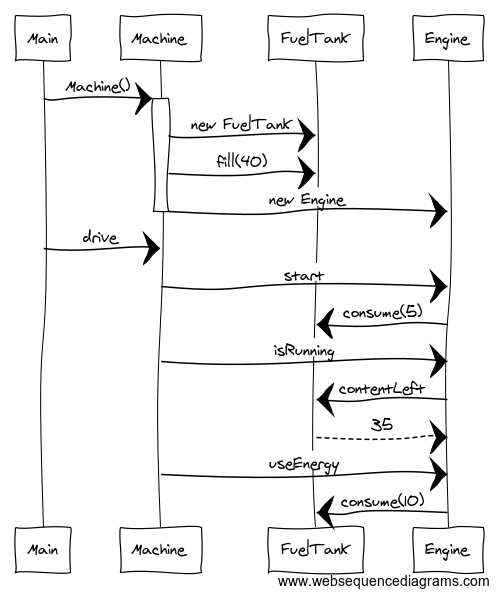 Main Machine FuelTank Engine
Machine()
new FuelTank
fill(40)
new Engine
drive
start
consume(5)
isRunning
contentLeft
35
useEnergy
consume(10)
Main Machine FuelTank Engine
www.websequencediagrams.com